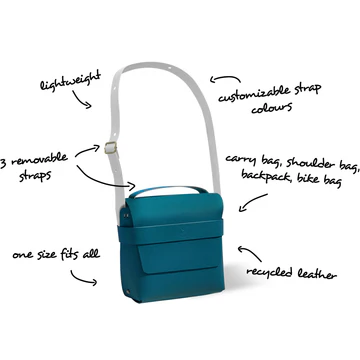 lightweight
customizable strap
colours
3 removable
straps
carry bag, shoulder bag,
backpack, bike bag
one size fits all
recycled leather